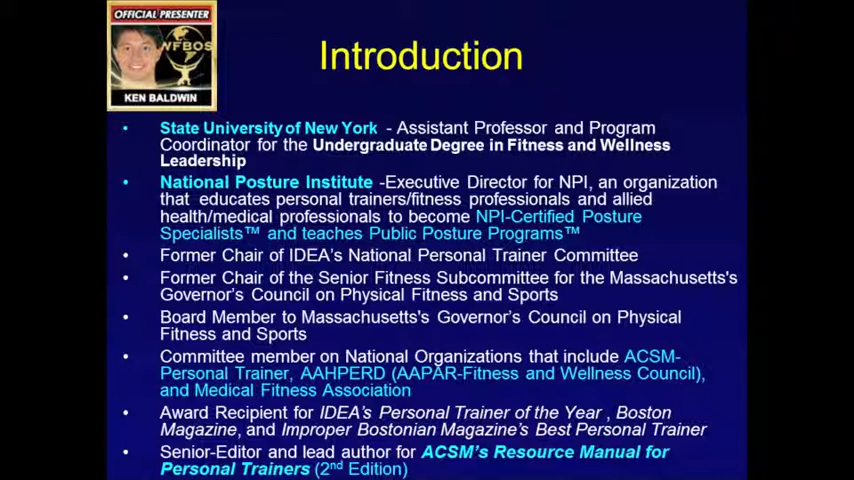 OFFICIAL PRESENTER
WFBOS
KEN BALDWIN
Introduction
• State University of New York - Assistant Professor and Program
Coordinator for the Undergraduate Degree in Fitness and Wellness
Leadership
• National Posture Institute -Executive Director for NPI, an organization
that educates personal trainers/fitness professionals and allied
health/medical professionals to become NPI-Certified Posture
Specialists™ and teaches Public Posture Programs™
• Former Chair of IDEA's National Personal Trainer Committee
• Former Chair of the Senior Fitness Subcommittee for the Massachusetts's
Governor's Council on Physical Fitness and Sports
• Board Member to Massachusetts's Governor's Council on Physical
Fitness and Sports
• Committee member on National Organizations that include ACSM-
Personal Trainer, AAHPERD (AAPAR-Fitness and Wellness Council),
and Medical Fitness Association
• Award Recipient for IDEA's Personal Trainer of the Year , Boston
Magazine, and Improper Bostonian Magazine's Best Personal Trainer
• Senior-Editor and lead author for ACSM's Resource Manual for
Personal Trainers (2nd Edition)